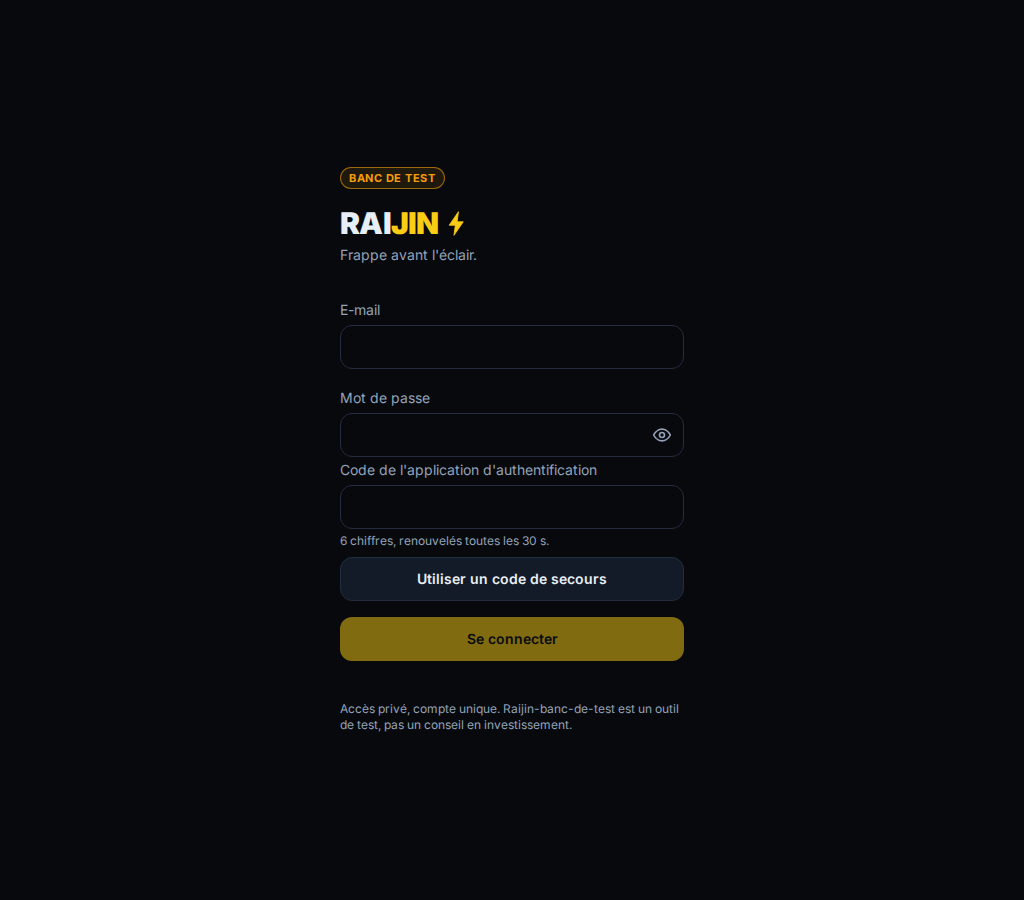 BANC DE TEST
RAIJIN
Frappe avant l'éclair.
E-mail
Mot de passe
Code de l'application d'authentification
6 chiffres, renouvelés toutes les 30 s.
Utiliser un code de secours
Se connecter
Accès privé, compte unique. Raijin-banc-de-test est un outil
de test, pas un conseil en investissement.